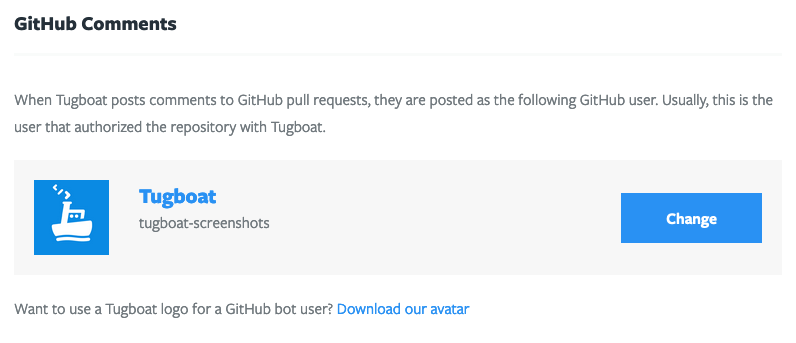 GitHub Comments
When Tugboat posts comments to GitHub pull requests, they are posted as the following GitHub user. Usually, this is the
user that authorized the repository with Tugboat.
Tugboat
tugboat-screenshots
Change
Want to use a Tugboat logo for a GitHub bot user? Download our avatar